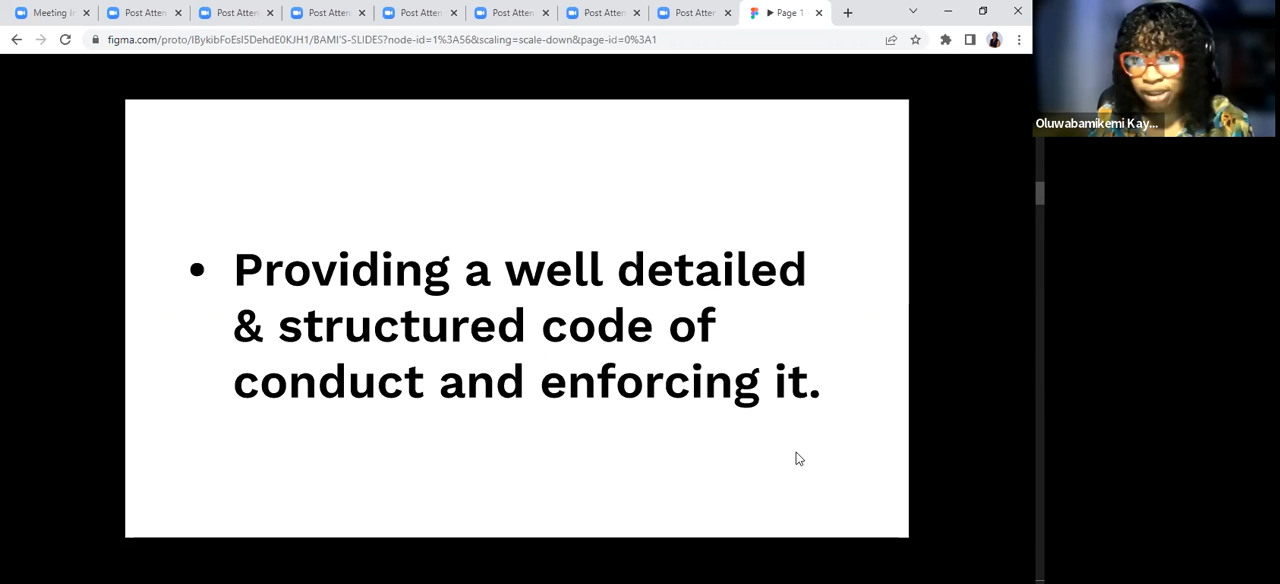 Meeting I
Post Atten
Post Atten
Post Atten
Post Atten
Post Atten
Post Atten
Post Atten
Page 1
figma.com/proto/IBykibFoEsI5DehdE0KJH1/BAMI'S-SLIDES?node-id=1%3A56&scaling=scale-down&page-id=0%3A1
Oluwabamikemi Kay...
• Providing a well detailed
& structured code of
conduct and enforcing it.